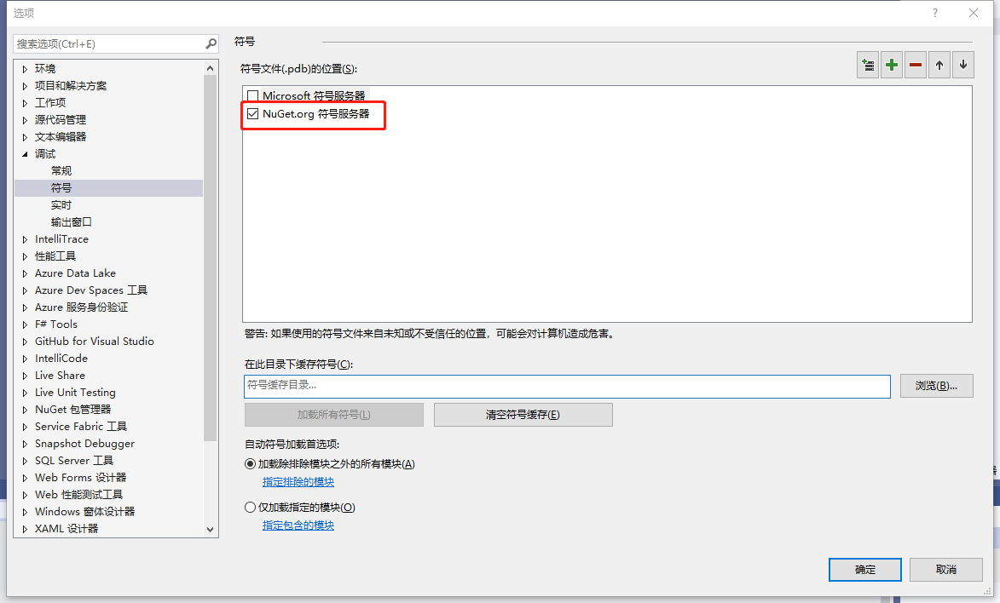 选项
?
搜索选项(Ctrl+E)
环境
项目和解决方案
工作项
源代码管理
文本编辑器
调试
常规
符号
实时
输出窗口
IntelliTrace
性能工具
Azure Data Lake
Azure Dev Spaces 工具
Azure 服务身份验证
F# Tools
GitHub for Visual Studio
IntelliCode
Live Share
Live Unit Testing
NuGet 包管理器
Service Fabric 工具
Snapshot Debugger
SQL Server 工具
Web Forms 设计器
Web 性能测试工具
Windows 窗体设计器
XAML 设计器
符号
符号文件(.pdb)的位置(S):
Microsoft 符号服务器
NuGet.org 符号服务器
警告: 如果使用的符号文件来自未知或不受信任的位置，可能会对计算机造成危害。
在此目录下缓存符号(C):
符号缓存目录...
浏览(B)...
加载所有符号(L)
清空符号缓存(E)
自动符号加载首选项:
加载除排除模块之外的所有模块(A)
指定排除的模块
仅加载指定的模块(O)
指定包含的模块
确定
取消